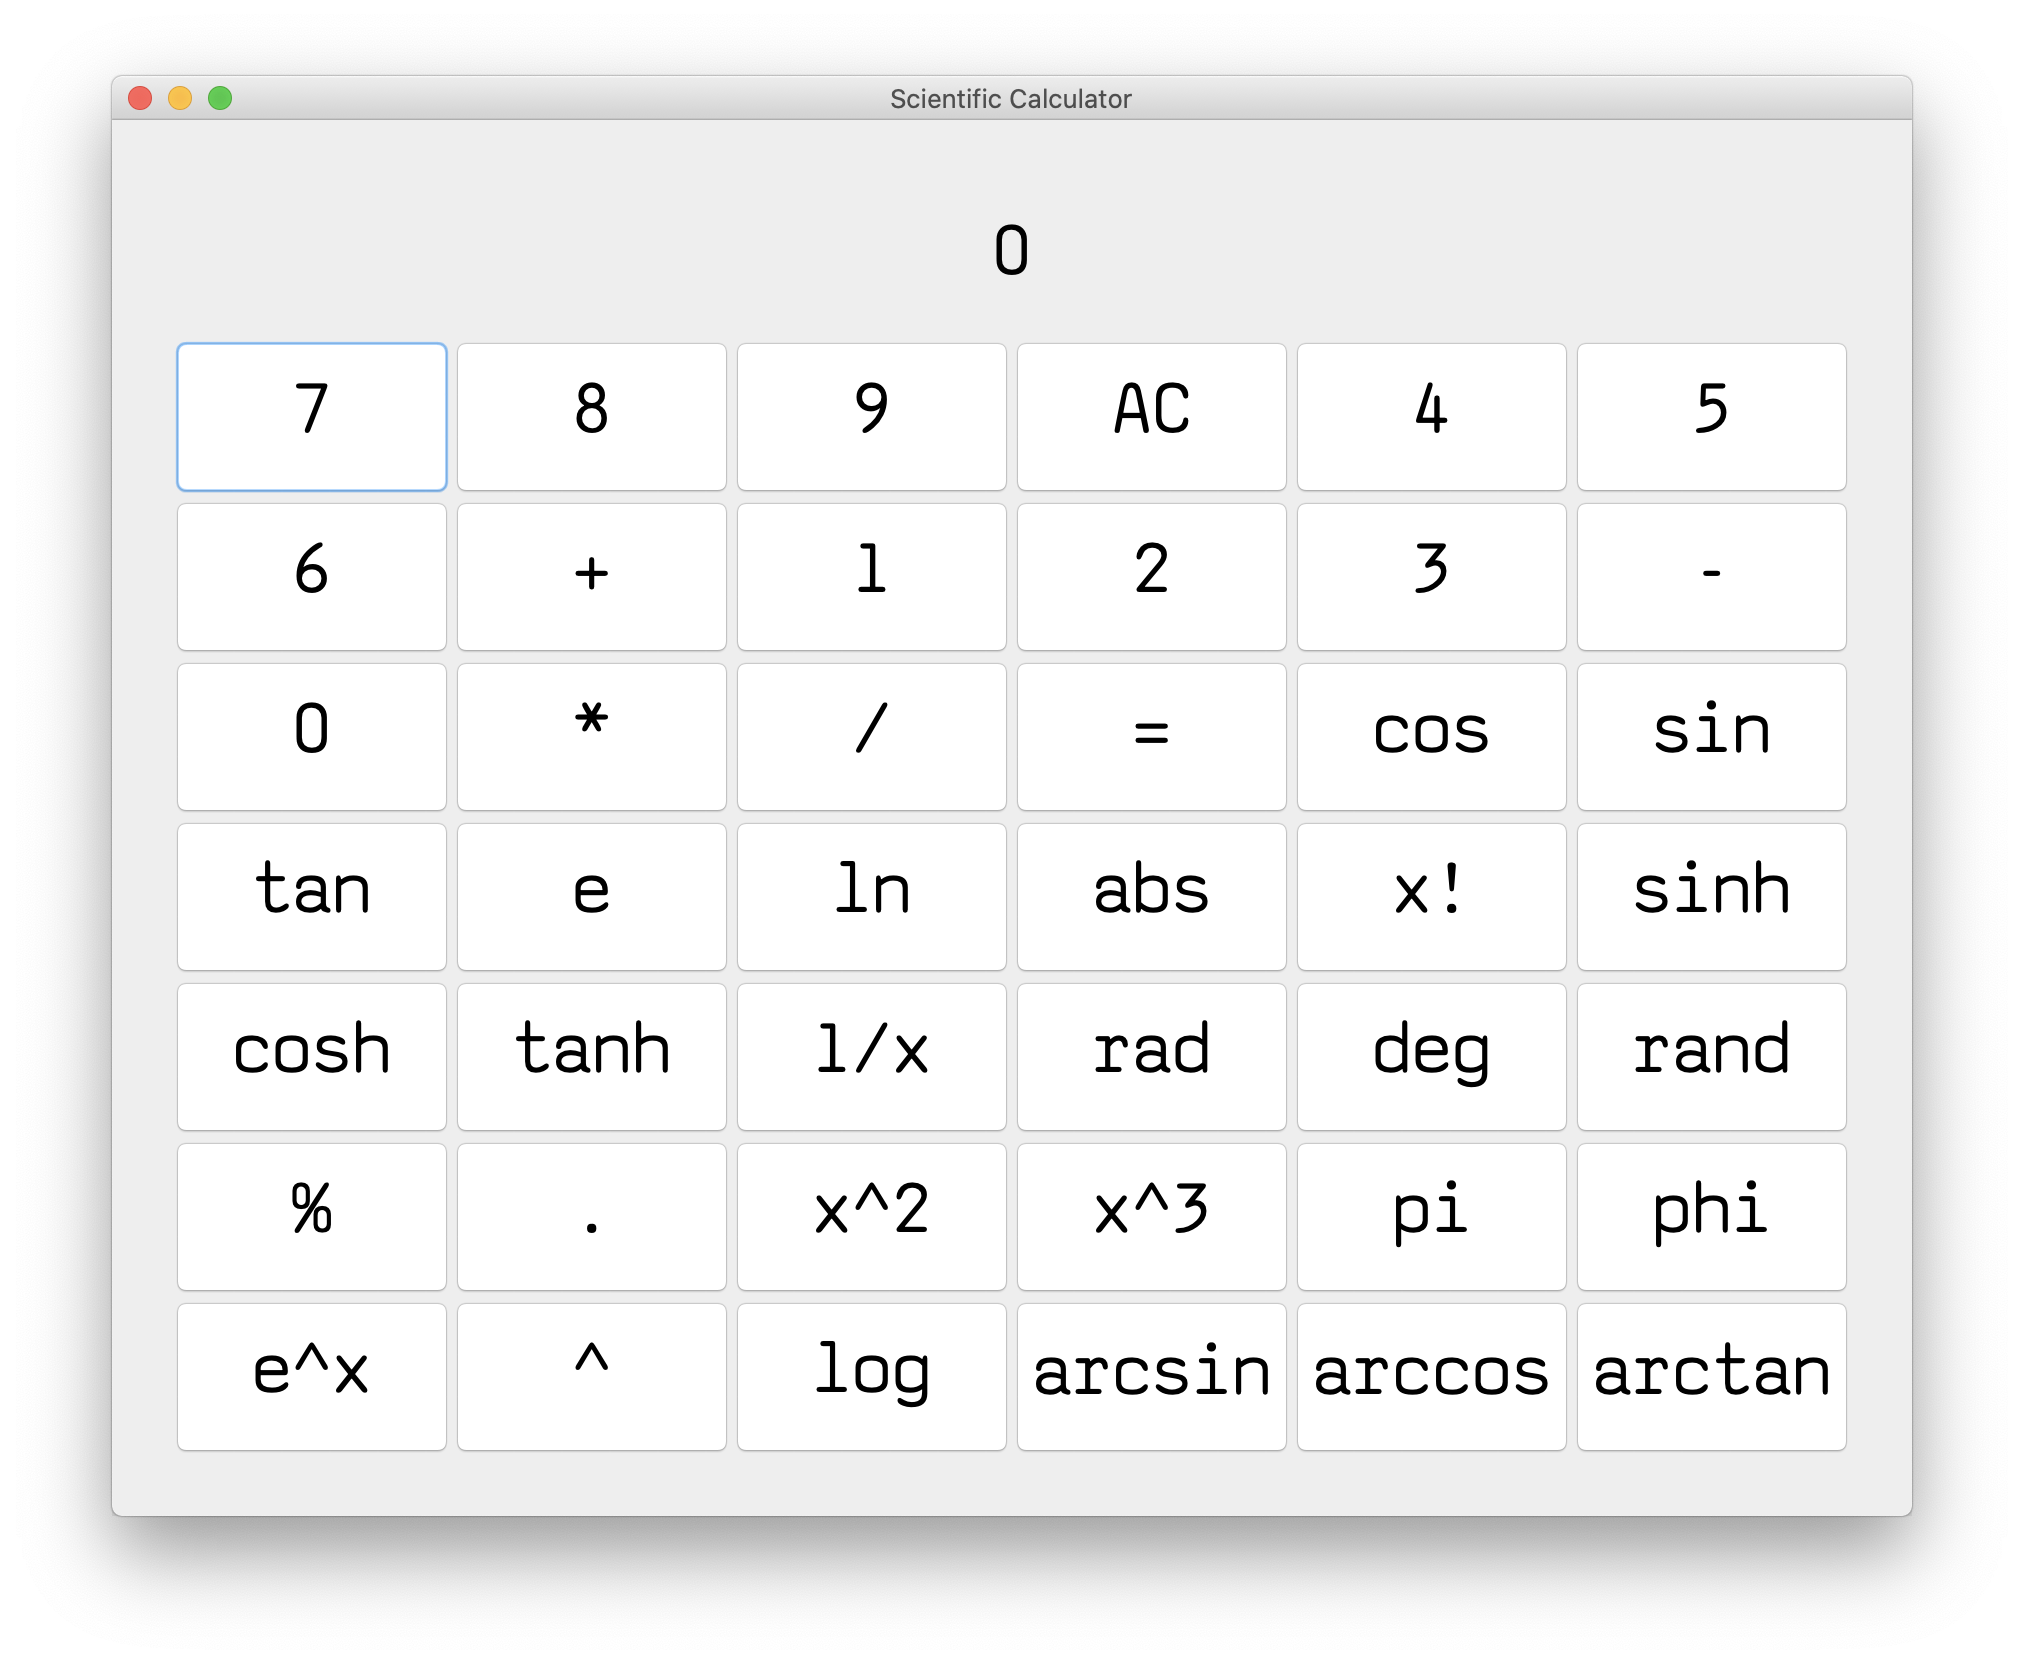 Scientific Calculator
0
7 8 9 AC 4 5
6 + 1 2 3 -
0 * / = cos sin
tan e ln abs x! sinh
cosh tanh 1/x rad deg rand
% . x^2 x^3 pi phi
e^x ^ log arcsin arccos arctan